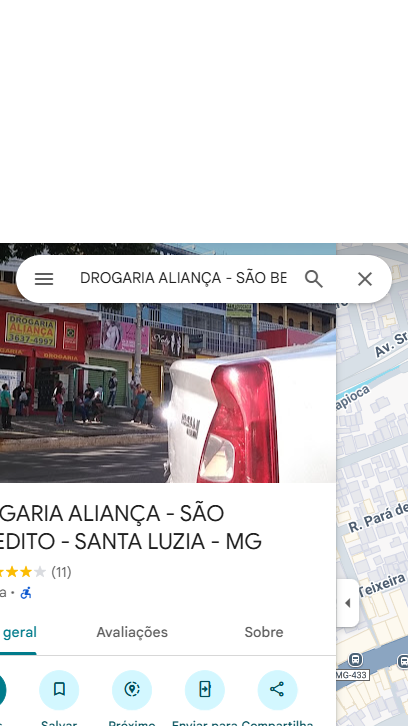 DROGARIA ALIANÇA - SÃO BE
DROGARIA
ALIANÇA
3637-4997
DROGARIA
GARIA ALIANÇA - SÃO
EDITO - SANTA LUZIA - MG
(11)
a ·
geral
Avaliações
Sobre
Salvar
Próximo
Enviar para
Compartilha
Av. Sr
apioca
R. Pará de
Teixeira
MG-433